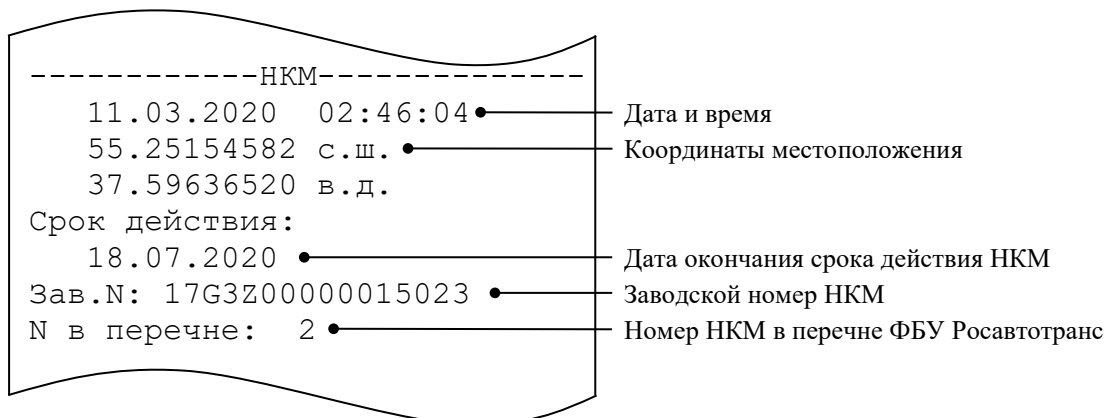 ------------НКМ--------------
11.03.2020 02:46:04 Дата и время
55.25154582 с.ш. Координаты местоположения
37.59636520 в.д.
Срок действия:
18.07.2020 Дата окончания срока действия НКМ
Зав.N: 17G3Z00000015023 Заводской номер НКМ
N в перечне: 2 Номер НКМ в перечне ФБУ Росавтотранс